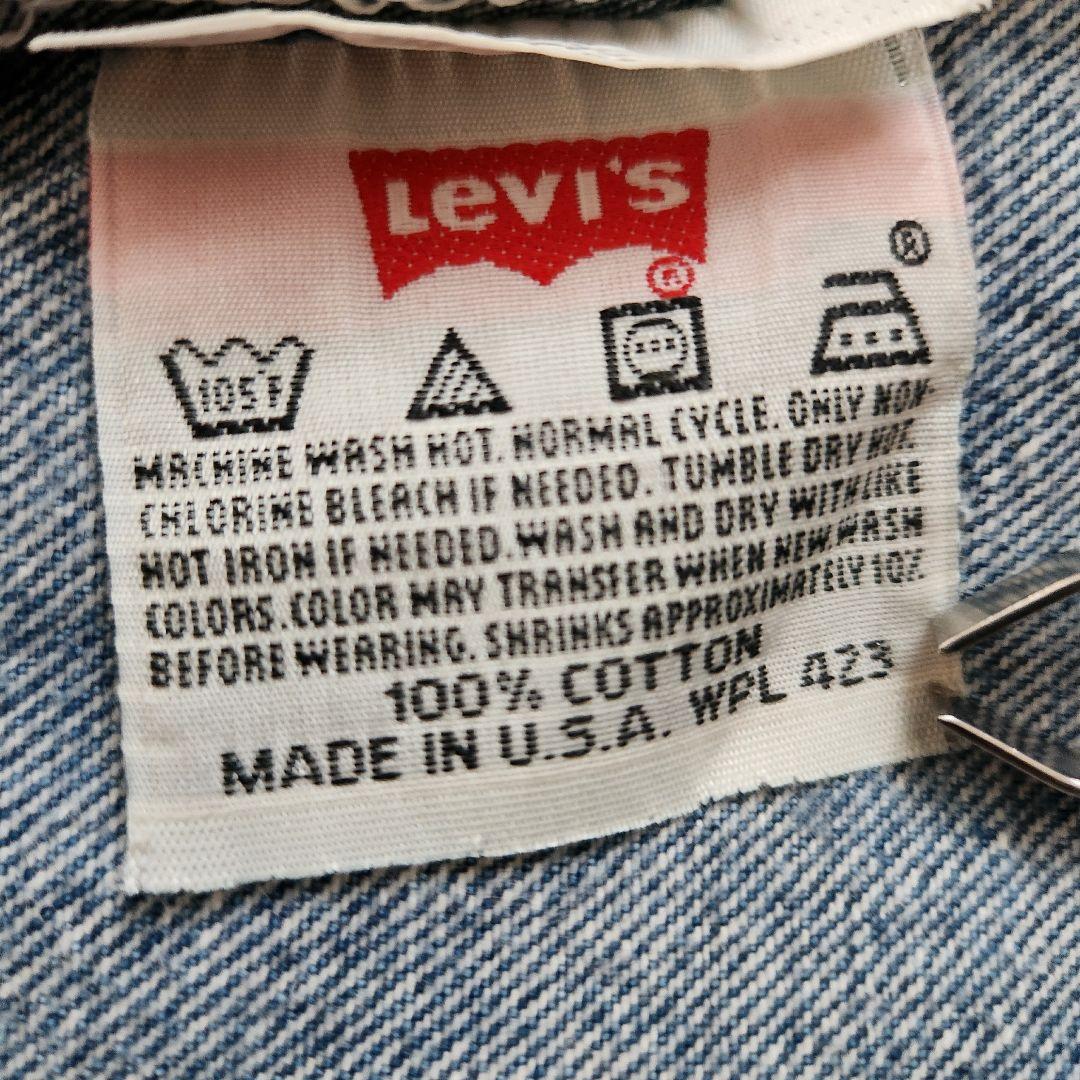 Levi's
®
®
105F
MACHINE WASH HOT. NORMAL CYCLE. ONLY NON-
CHLORINE BLEACH IF NEEDED. TUMBLE DRY HOT.
HOT IRON IF NEEDED. WASH AND DRY WITH LIKE
COLORS. COLOR MAY TRANSFER WHEN NEW. WASH
BEFORE WEARING. SHRINKS APPROXIMATELY 10%.
100% COTTON
MADE IN U.S.A. WPL 423